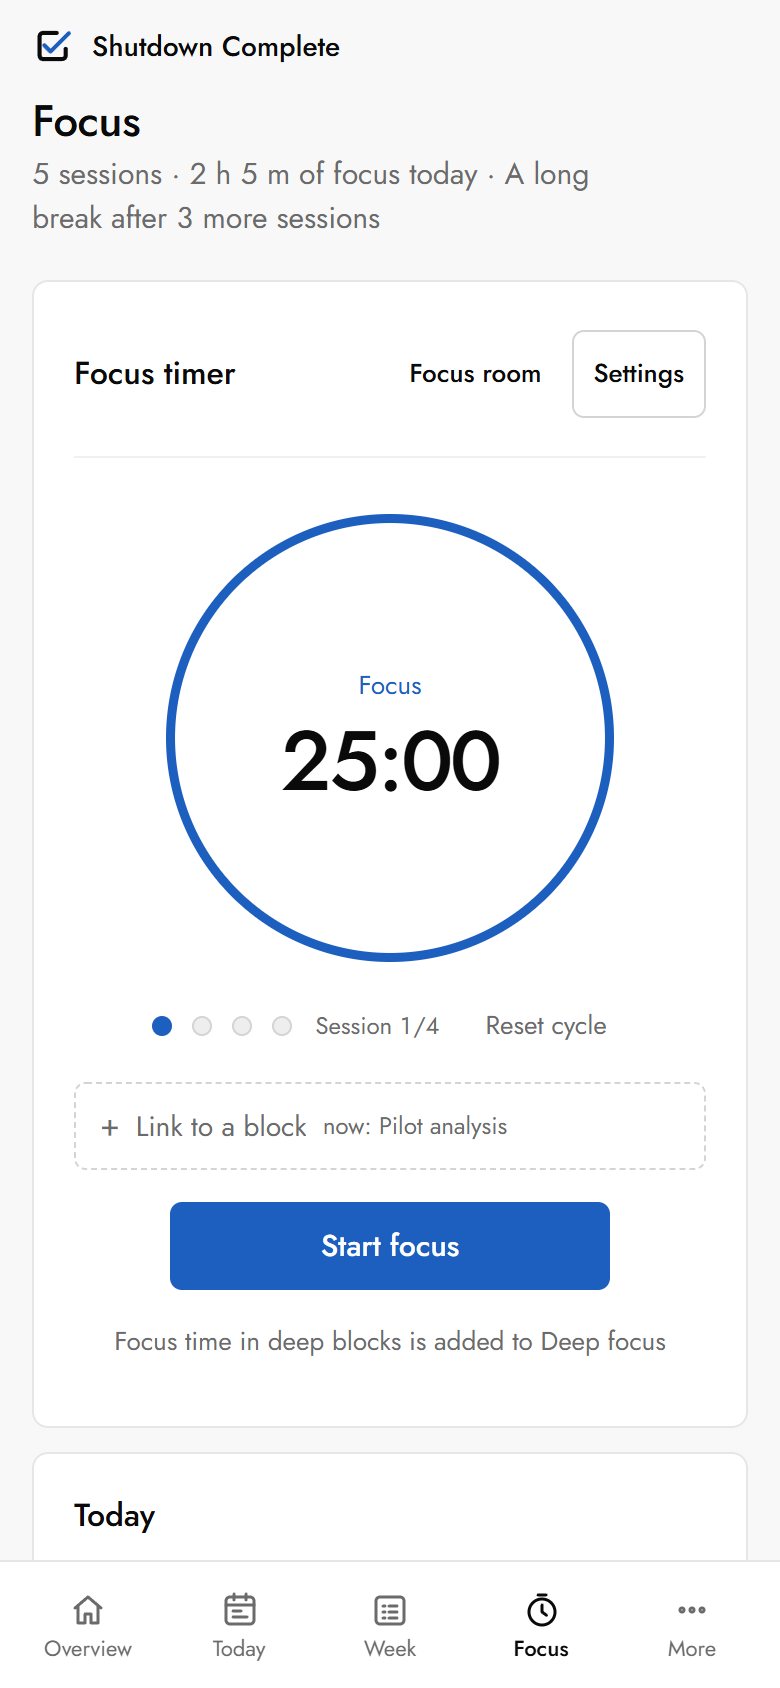 Shutdown Complete
Focus
5 sessions · 2 h 5 m of focus today · A long
break after 3 more sessions
Focus timer
Focus room
Settings
Focus
25:00
Session 1/4
Reset cycle
+ Link to a block now: Pilot analysis
Start focus
Focus time in deep blocks is added to Deep focus
Today
Overview
Today
Week
Focus
More